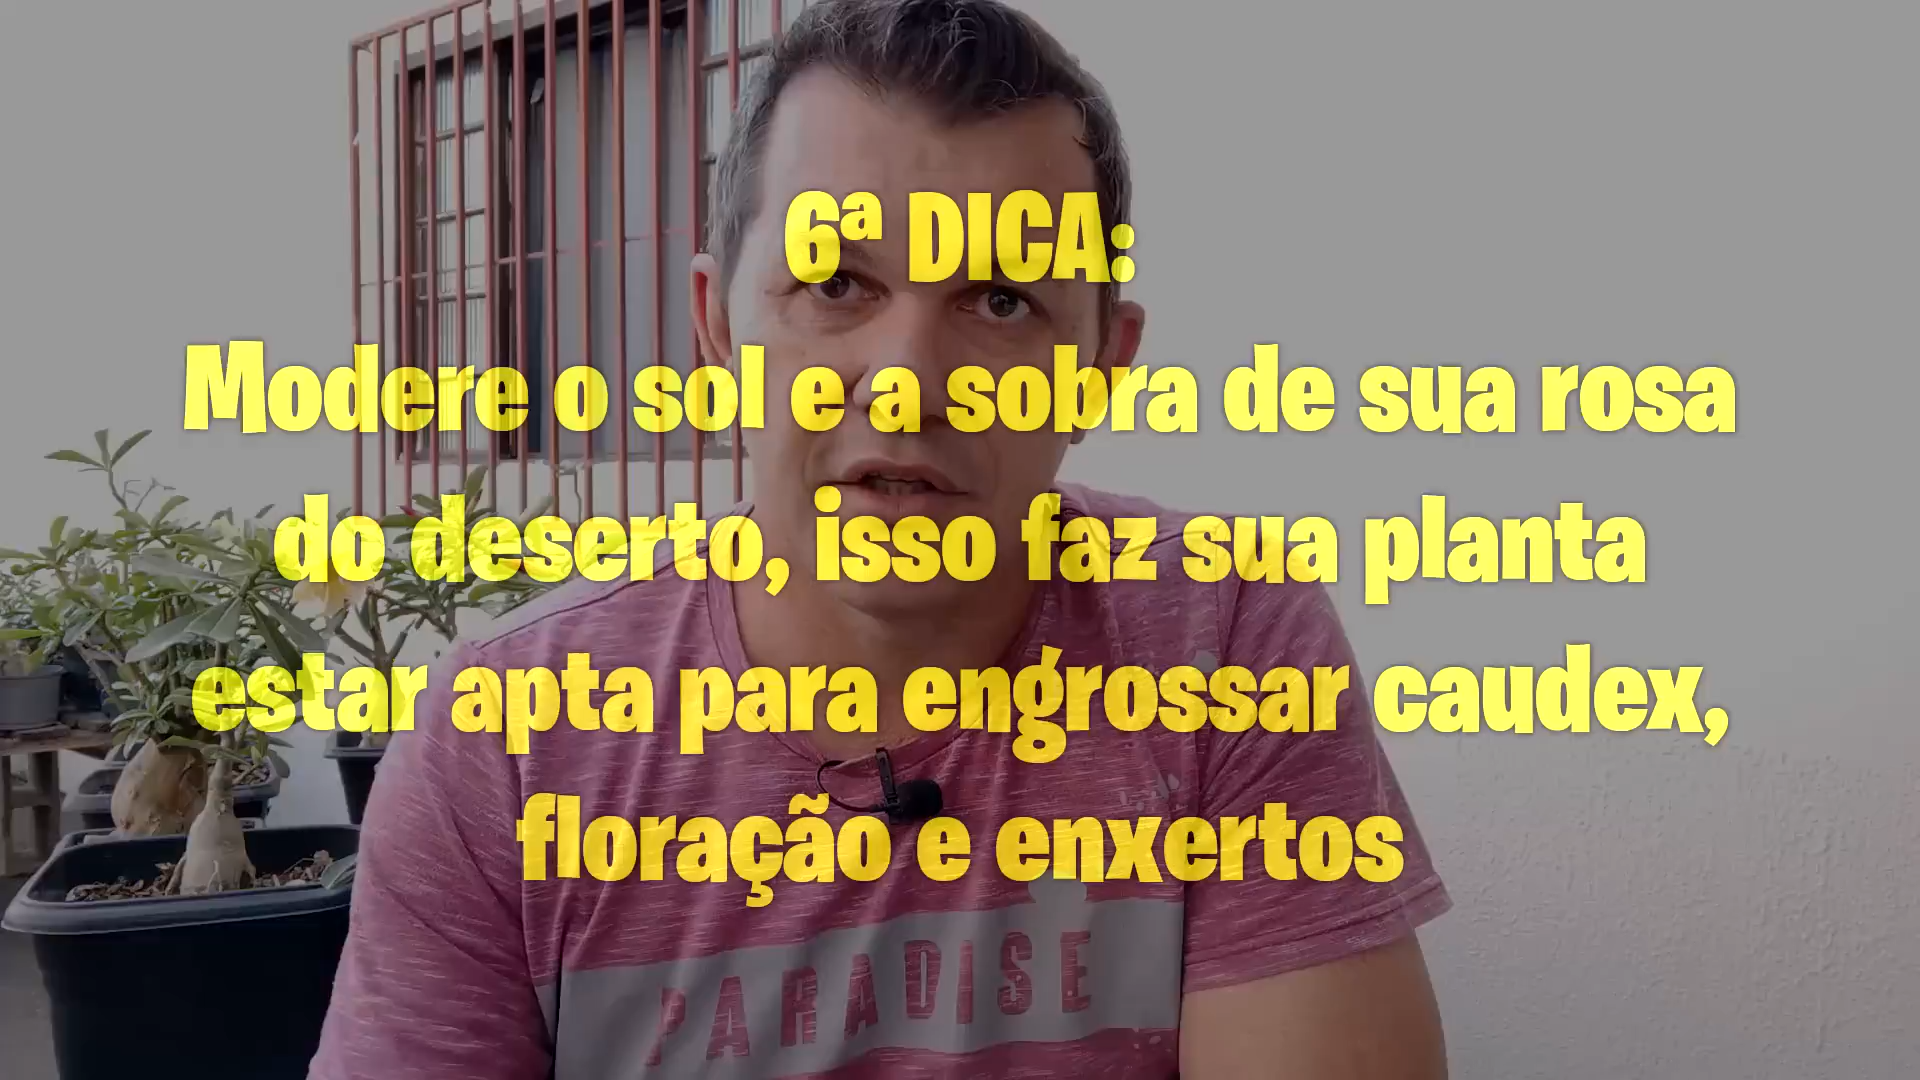 6ª DICA:
Modere o sol e a sobra de sua rosa
do deserto, isso faz sua planta
estar apta para engrossar caudex,
floração e enxertos
PARADISE